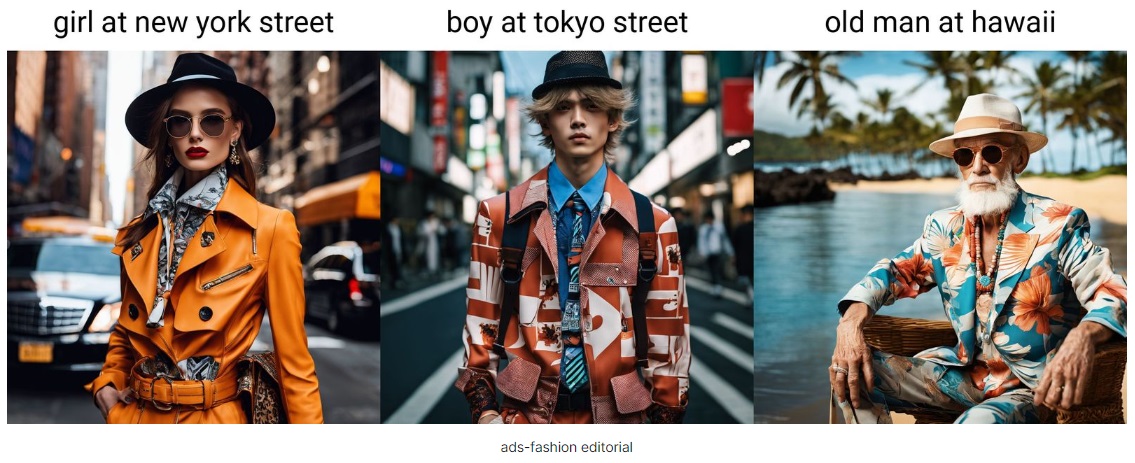 girl at new york street
boy at tokyo street
old man at hawaii
ads-fashion editorial